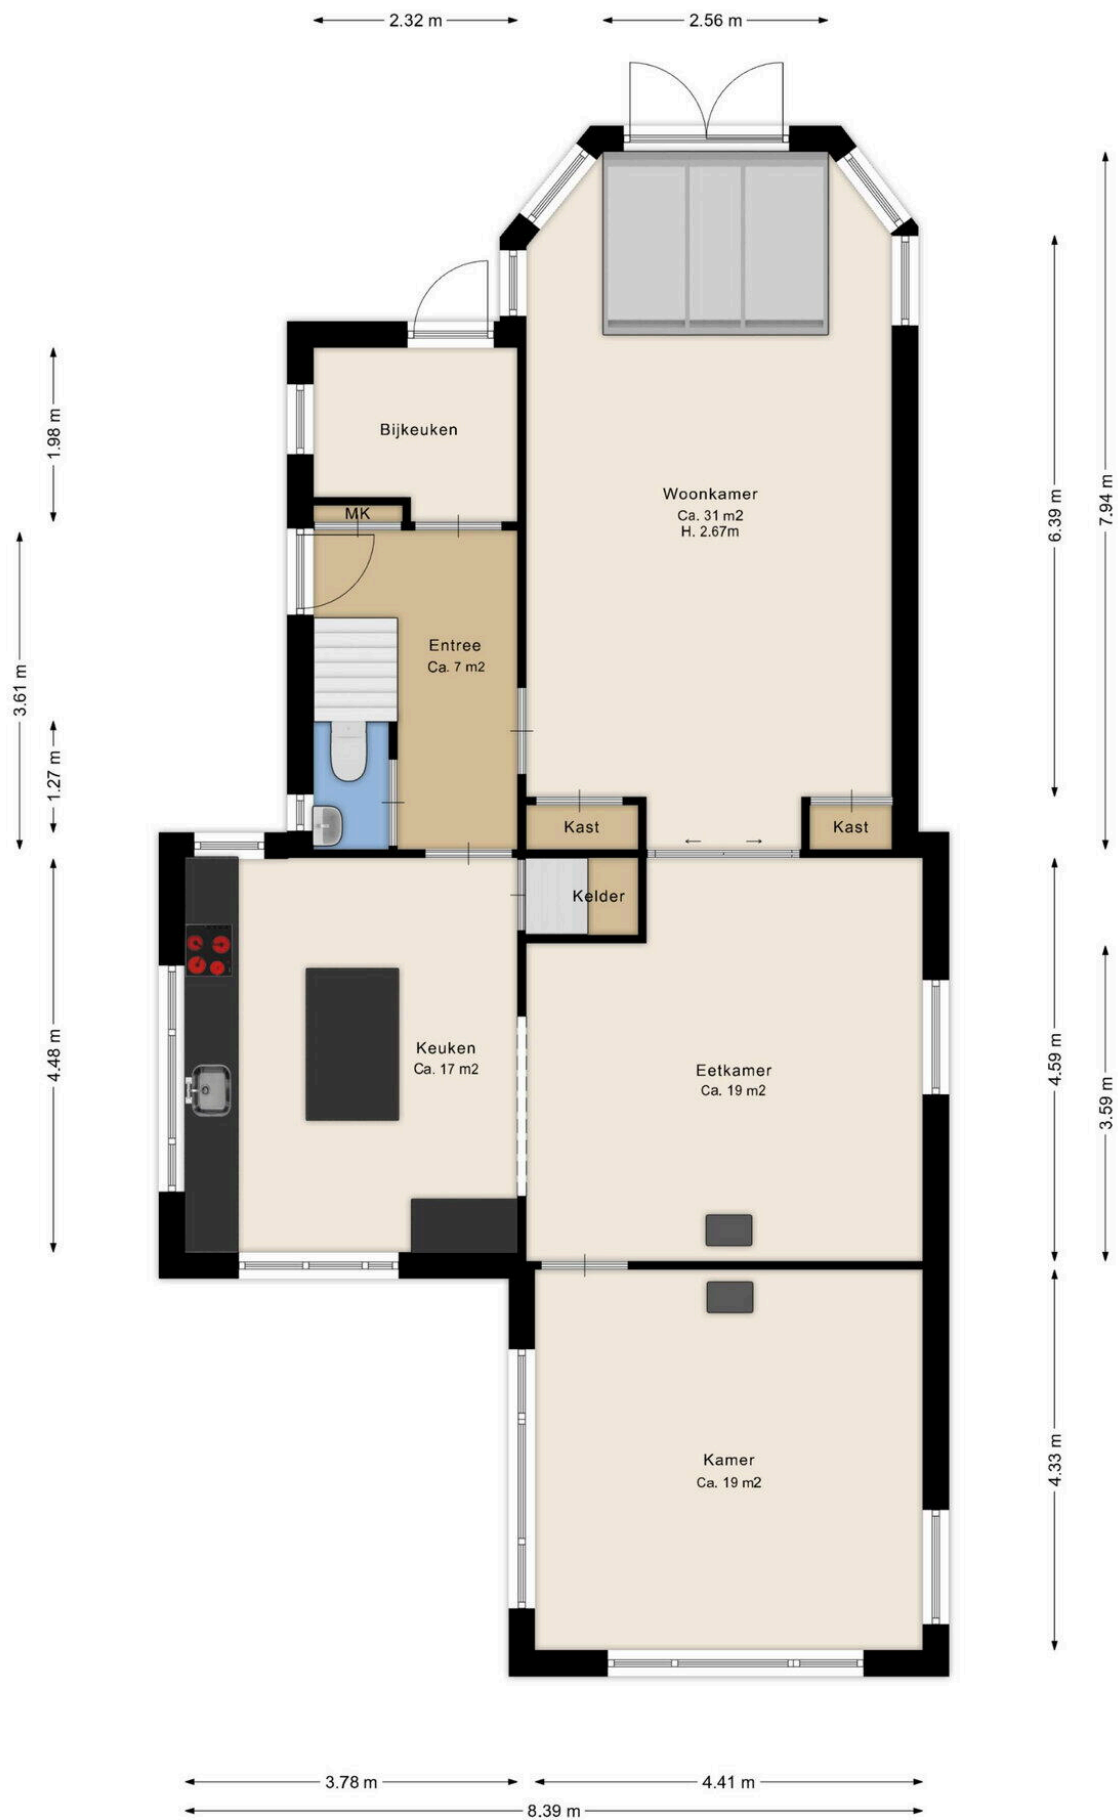 2.32 m
2.56 m
Bijkeuken
1.98 m
MK
Woonkamer
Ca. 31 m2
H. 2.67m
6.39 m
7.94 m
Entree
Ca. 7 m2
3.61 m
1.27 m
Kast
Kast
Kelder
Keuken
Ca. 17 m2
4.48 m
Eetkamer
Ca. 19 m2
4.59 m
3.59 m
Kamer
Ca. 19 m2
4.33 m
3.78 m
4.41 m
8.39 m